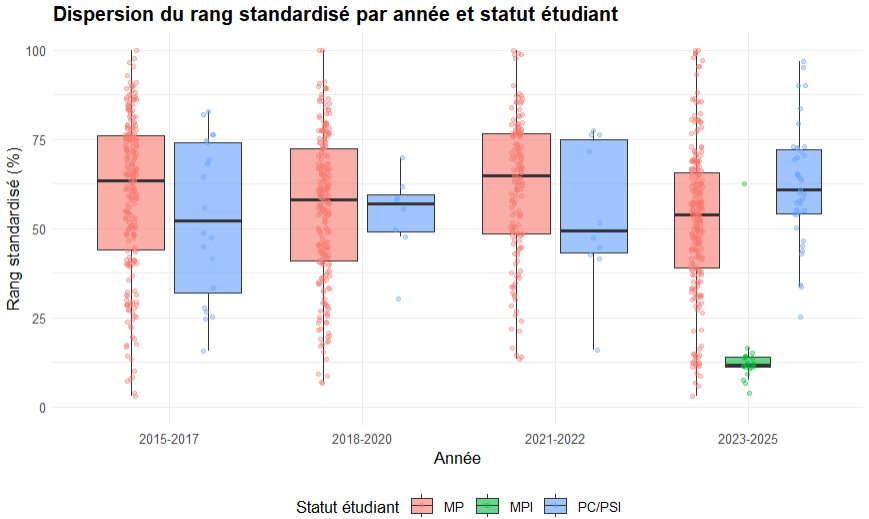 Dispersion du rang standardisé par année et statut étudiant
Rang standardisé (%)
100
75
50
25
0
2015-2017
2018-2020
2021-2022
2023-2025
Année
Statut étudiant MP MPI PC/PSI